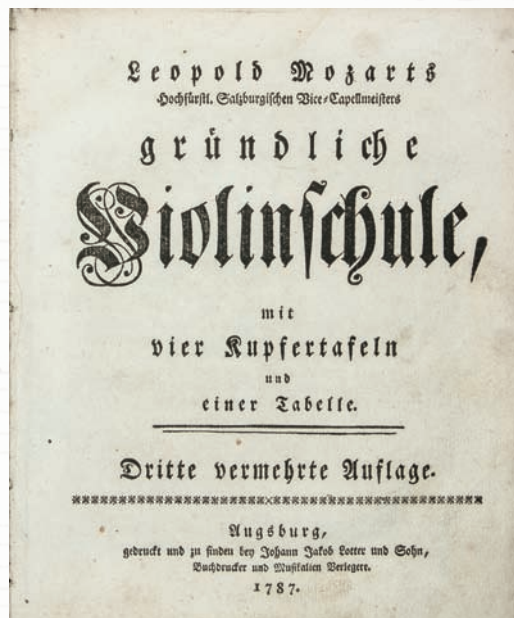 Leopold Mozarts
Hochfürstl. Salzburgischen Vice-Capellmeisters
gründliche
Violinschule,
mit
vier Kupfertafeln
und
einer Tabelle.
Dritte vermehrte Auflage.
Augsburg,
gedruckt und zu finden bey Johann Jakob Lotter und Sohn,
Buchdrucker und Musikalien Verlegere.
1787.